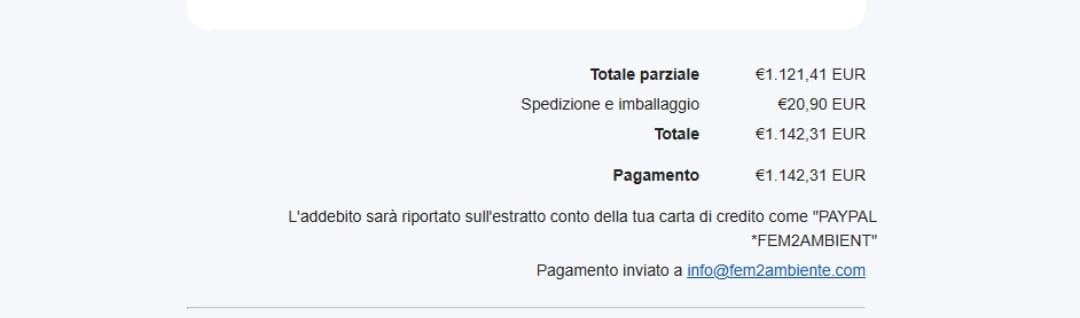 Totale parziale €1.121,41 EUR
Spedizione e imballaggio €20,90 EUR
Totale €1.142,31 EUR
Pagamento €1.142,31 EUR
L'addebito sarà riportato sull'estratto conto della tua carta di credito come "PAYPAL
*FEM2AMBIENT"
Pagamento inviato a info@fem2ambiente.com